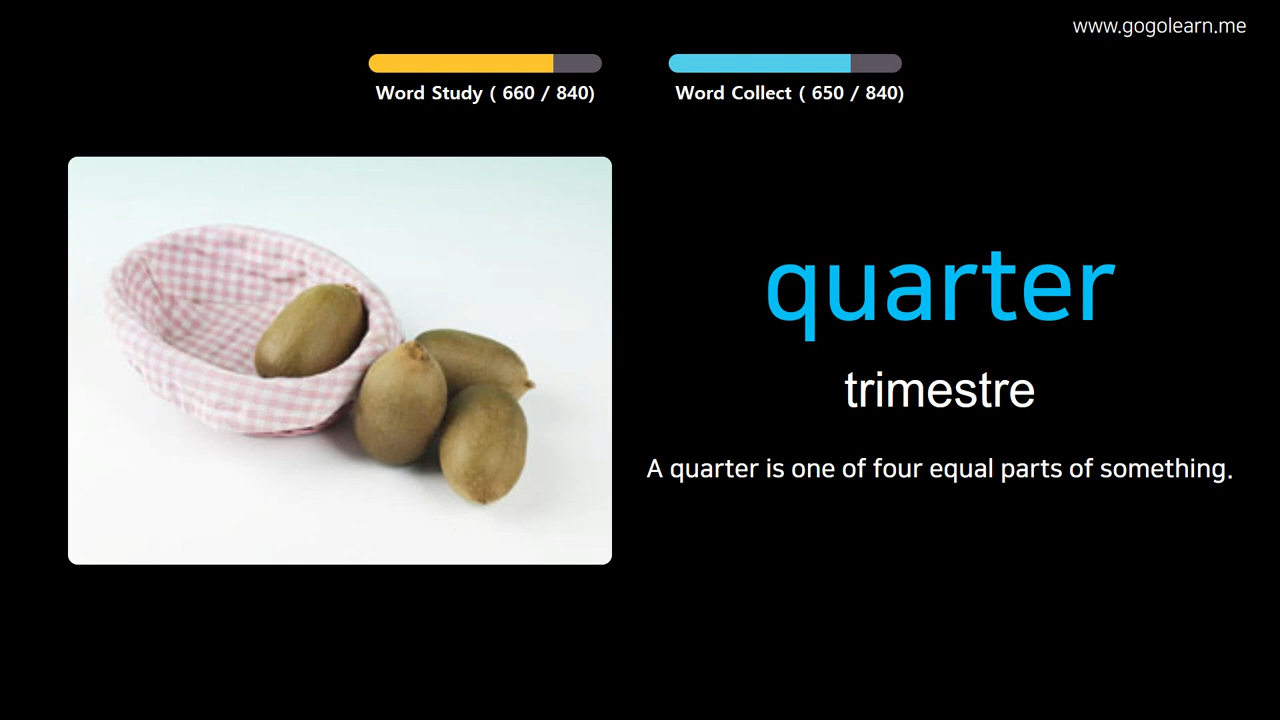 www.gogolearn.me
Word Study ( 660 / 840)
Word Collect ( 650 / 840)
quarter
trimestre
A quarter is one of four equal parts of something.